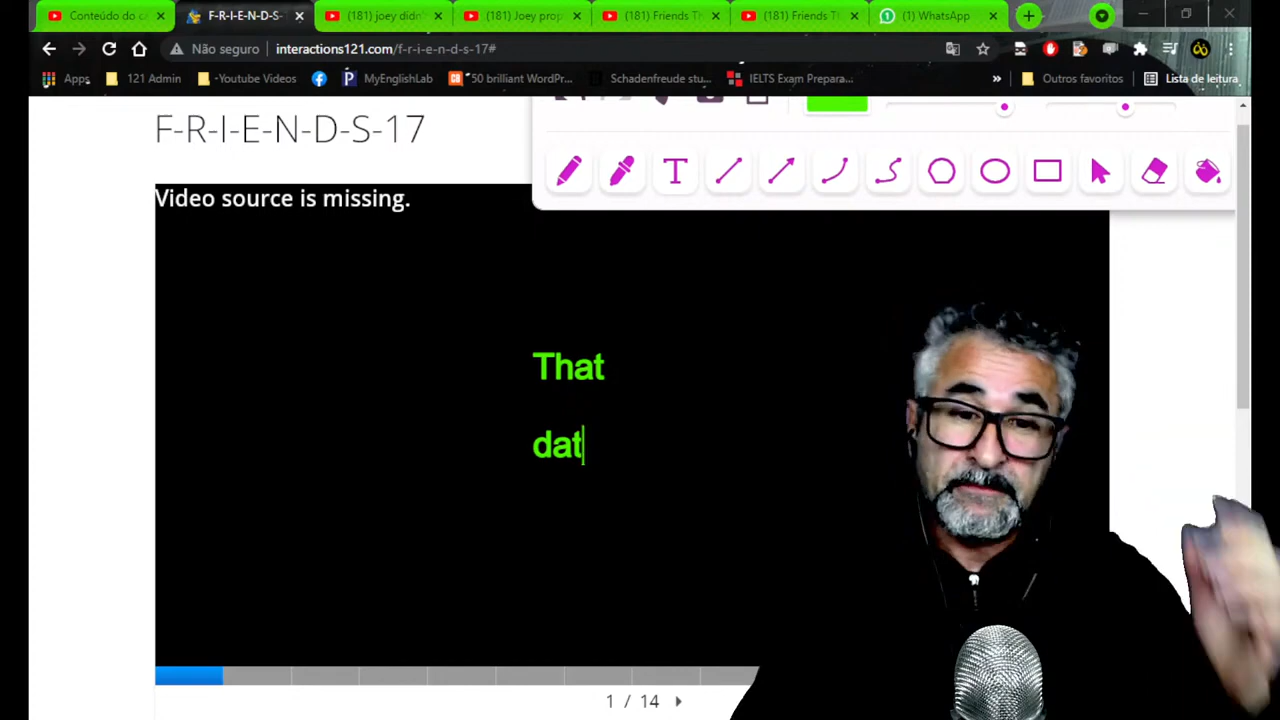 Conteúdo do c
F-R-I-E-N-D-S-
(181) joey didn'
(181) Joey prop
(181) Friends Th
(181) Friends Th
(1) WhatsApp
Não seguro
interactions121.com/f-r-i-e-n-d-s-17#
Apps
121 Admin
-Youtube Videos
MyEnglishLab
50 brilliant WordPr...
Schadenfreude stu...
IELTS Exam Prepara...
»
Outros favoritos
Lista de leitura
F-R-I-E-N-D-S-17
T
Video source is missing.
That
dat
1 / 14